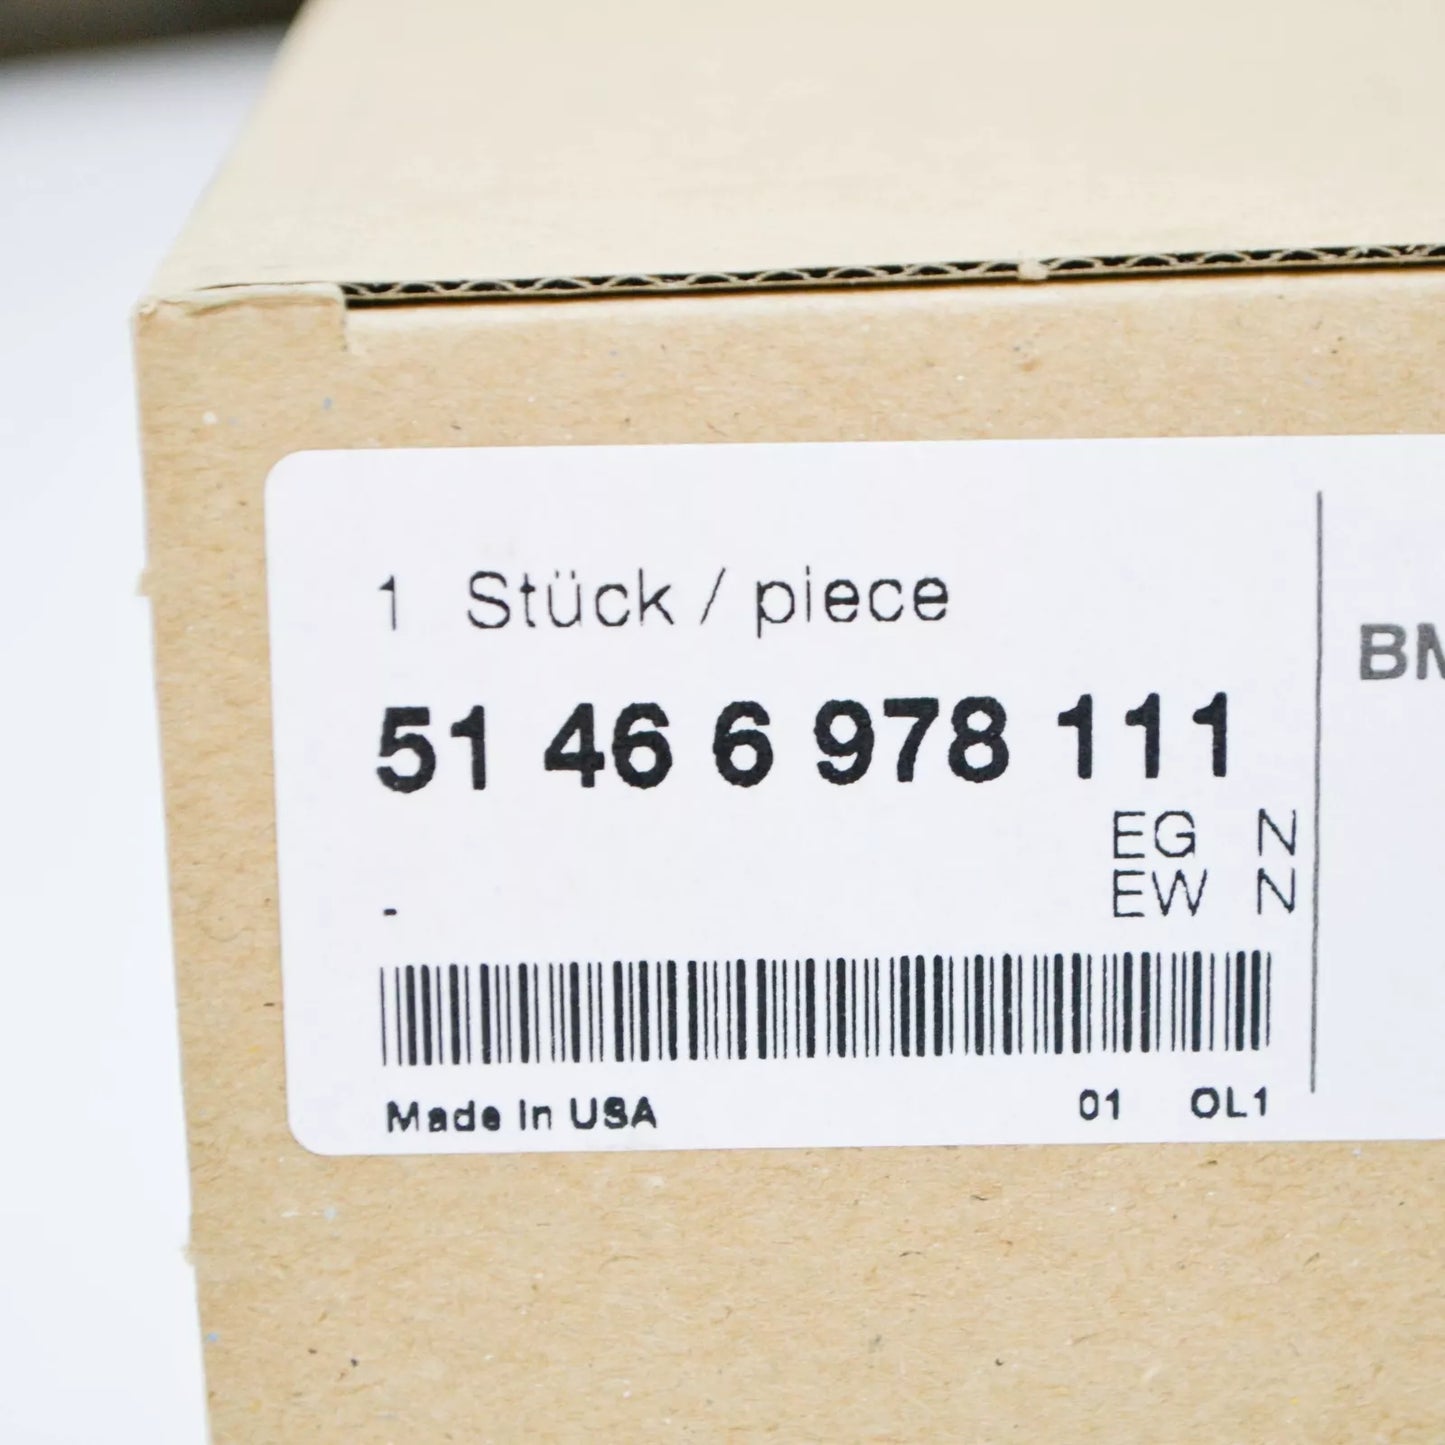 1 Stück / piece
51 46 6 978 111
EG N
EW N
-
Made In USA 01 OL1
BM